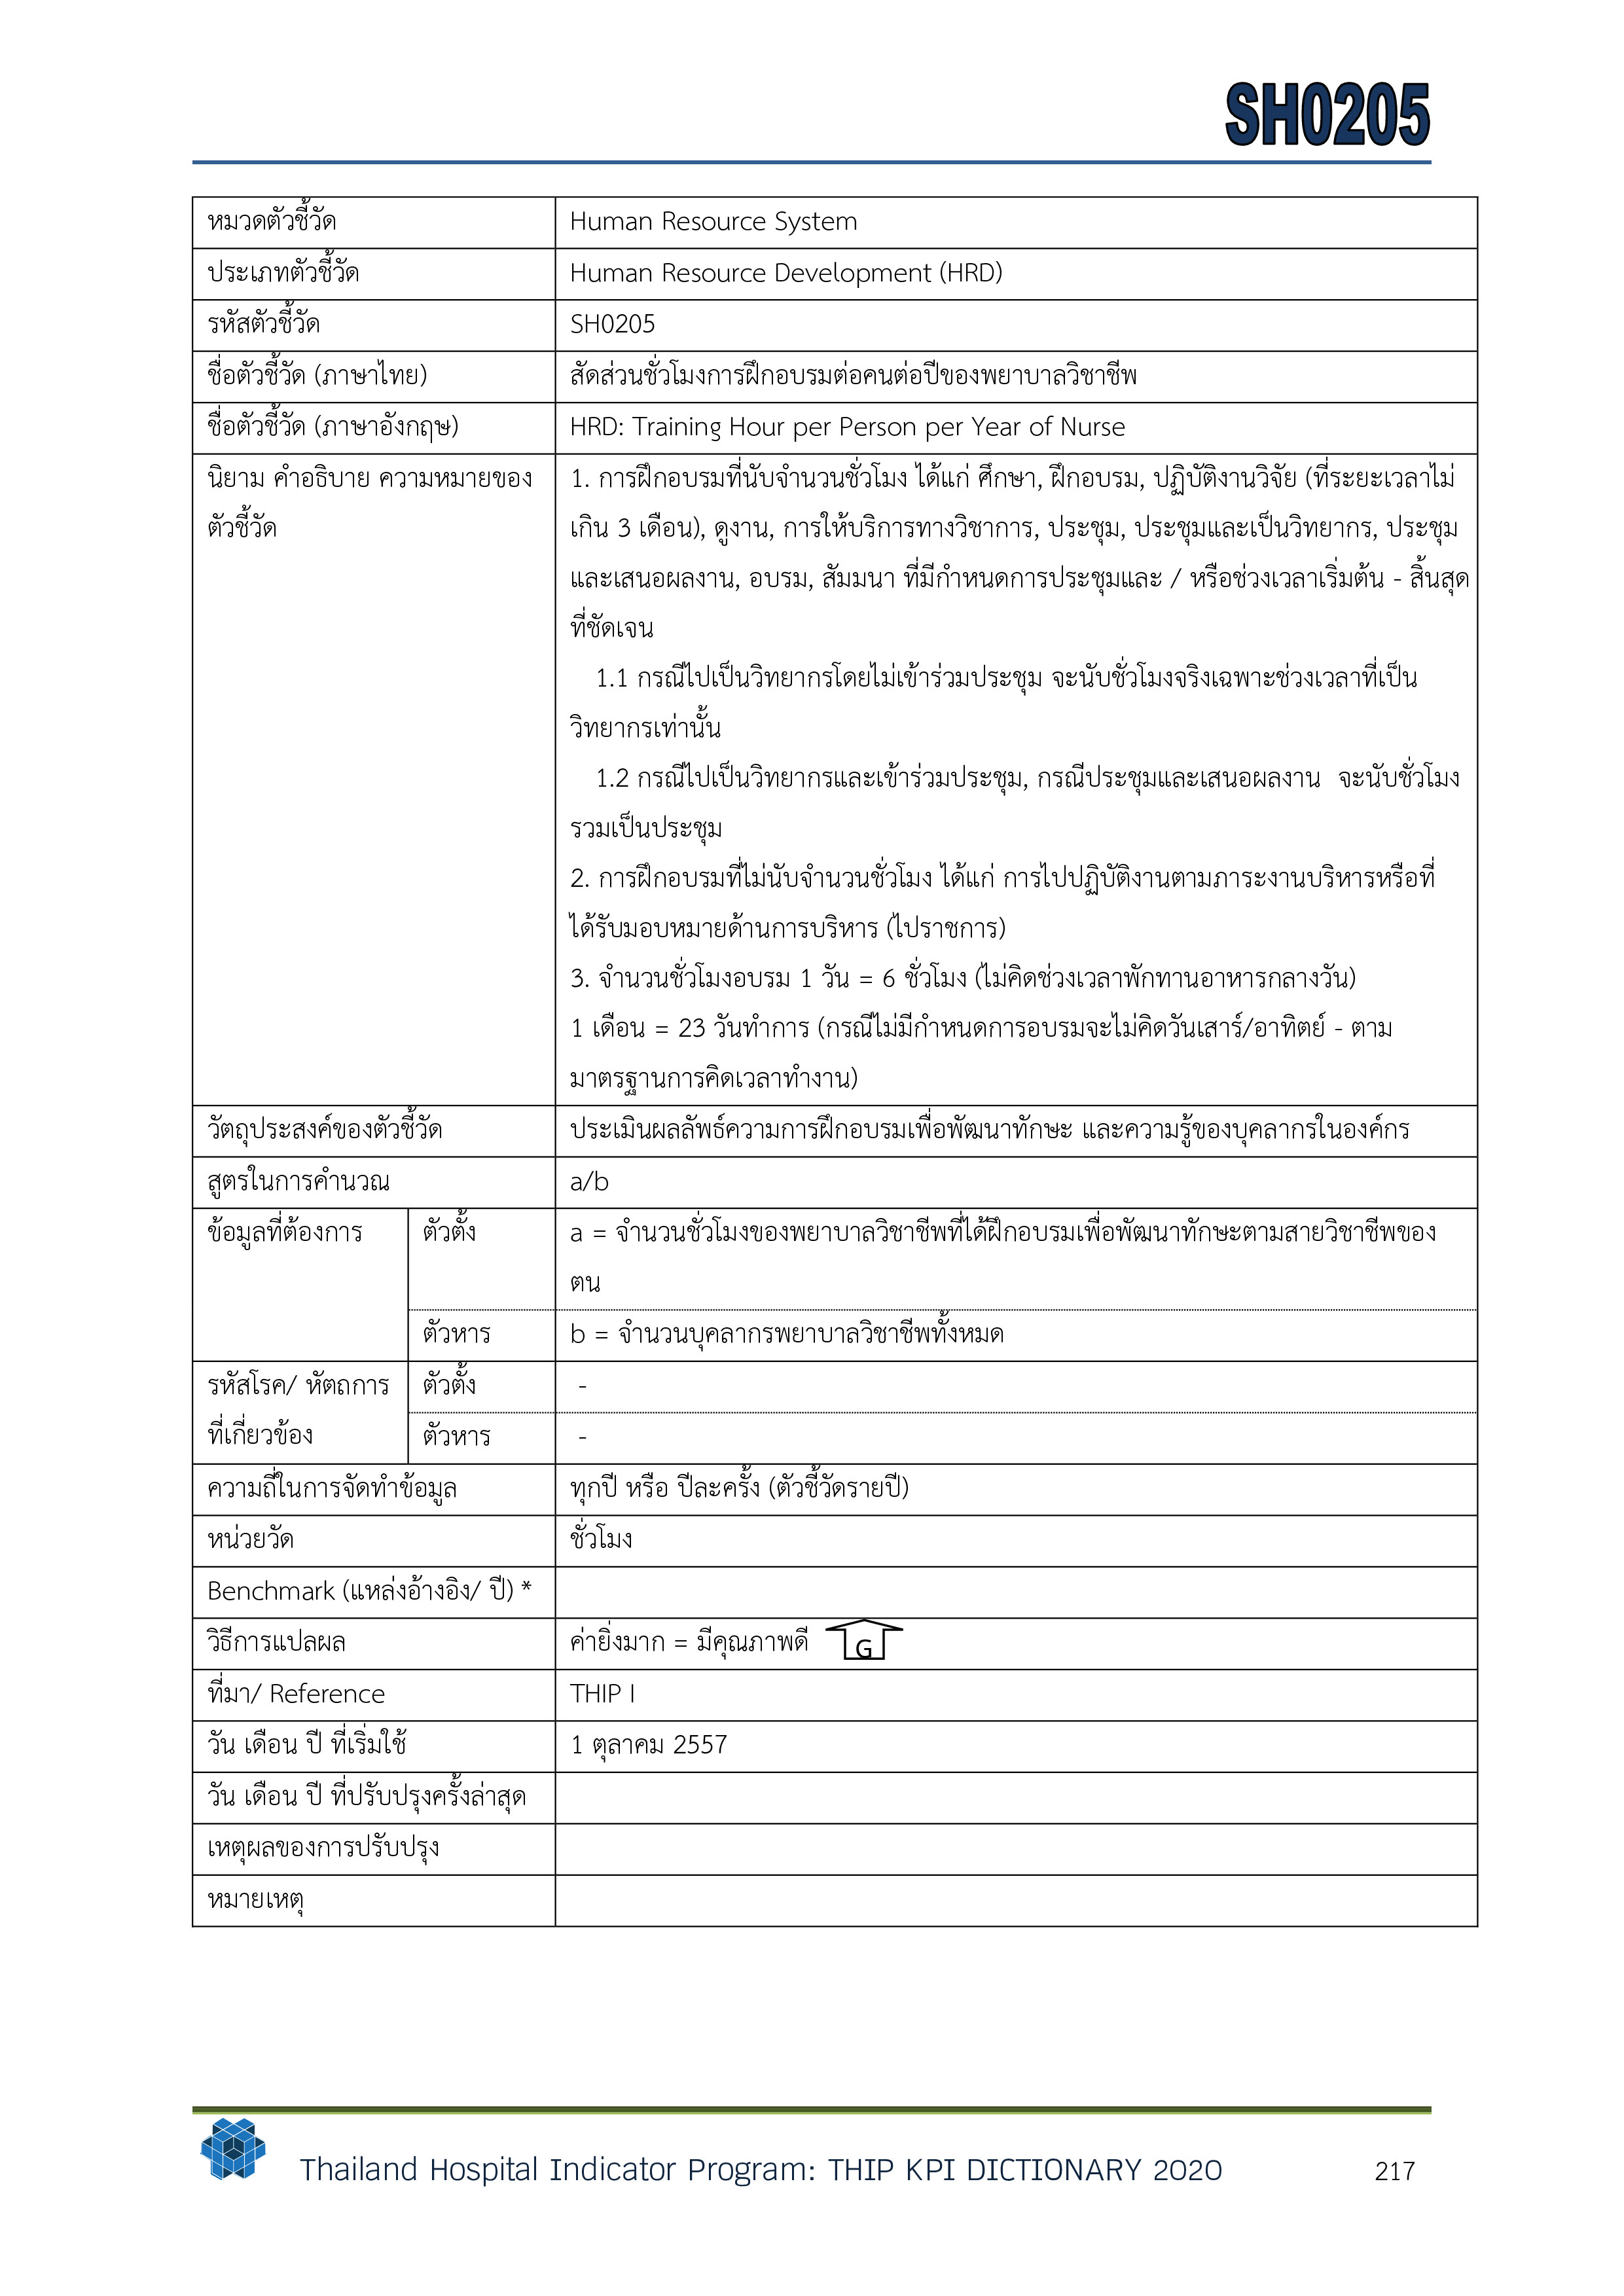 SH0205
หมวดตัวชี้วัด Human Resource System
ประเภทตัวชี้วัด Human Resource Development (HRD)
รหัสตัวชี้วัด SH0205
ชื่อตัวชี้วัด (ภาษาไทย) สัดส่วนชั่วโมงการฝึกอบรมต่อคนต่อปีของพยาบาลวิชาชีพ
ชื่อตัวชี้วัด (ภาษาอังกฤษ) HRD: Training Hour per Person per Year of Nurse
นิยาม คำอธิบาย ความหมายของ
ตัวชี้วัด
1. การฝึกอบรมที่นับจำนวนชั่วโมง ได้แก่ ศึกษา, ฝึกอบรม, ปฏิบัติงานวิจัย (ที่ระยะเวลาไม่
เกิน 3 เดือน), ดูงาน, การให้บริการทางวิชาการ, ประชุม, ประชุมและเป็นวิทยากร, ประชุม
และเสนอผลงาน, อบรม, สัมมนา ที่มีกำหนดการประชุมและ / หรือช่วงเวลาเริ่มต้น - สิ้นสุด
ที่ชัดเจน
1.1 กรณีไปเป็นวิทยากรโดยไม่เข้าร่วมประชุม จะนับชั่วโมงจริงเฉพาะช่วงเวลาที่เป็น
วิทยากรเท่านั้น
1.2 กรณีไปเป็นวิทยากรและเข้าร่วมประชุม, กรณีประชุมและเสนอผลงาน จะนับชั่วโมง
รวมเป็นประชุม
2. การฝึกอบรมที่ไม่นับจำนวนชั่วโมง ได้แก่ การไปปฏิบัติงานตามภาระงานบริหารหรือที่
ได้รับมอบหมายด้านการบริหาร (ไปราชการ)
3. จำนวนชั่วโมงอบรม 1 วัน = 6 ชั่วโมง (ไม่คิดช่วงเวลาพักทานอาหารกลางวัน)
1 เดือน = 23 วันทำการ (กรณีไม่มีกำหนดการอบรมจะไม่คิดวันเสาร์/อาทิตย์ - ตาม
มาตรฐานการคิดเวลาทำงาน)
วัตถุประสงค์ของตัวชี้วัด ประเมินผลลัพธ์ความการฝึกอบรมเพื่อพัฒนาทักษะ และความรู้ของบุคลากรในองค์กร
สูตรในการคำนวณ a/b
ข้อมูลที่ต้องการ ตัวตั้ง a = จำนวนชั่วโมงของพยาบาลวิชาชีพที่ได้ฝึกอบรมเพื่อพัฒนาทักษะตามสายวิชาชีพของ
ตน
ตัวหาร b = จำนวนบุคลากรพยาบาลวิชาชีพทั้งหมด
รหัสโรค/ หัตถการ ตัวตั้ง -
ที่เกี่ยวข้อง ตัวหาร -
ความถี่ในการจัดทำข้อมูล ทุกปี หรือ ปีละครั้ง (ตัวชี้วัดรายปี)
หน่วยวัด ชั่วโมง
Benchmark (แหล่งอ้างอิง/ ปี) *
วิธีการแปลผล ค่ายิ่งมาก = มีคุณภาพดี G
ที่มา/ Reference THIP I
วัน เดือน ปี ที่เริ่มใช้ 1 ตุลาคม 2557
วัน เดือน ปี ที่ปรับปรุงครั้งล่าสุด
เหตุผลของการปรับปรุง
หมายเหตุ
Thailand Hospital Indicator Program: THIP KPI DICTIONARY 2020 217